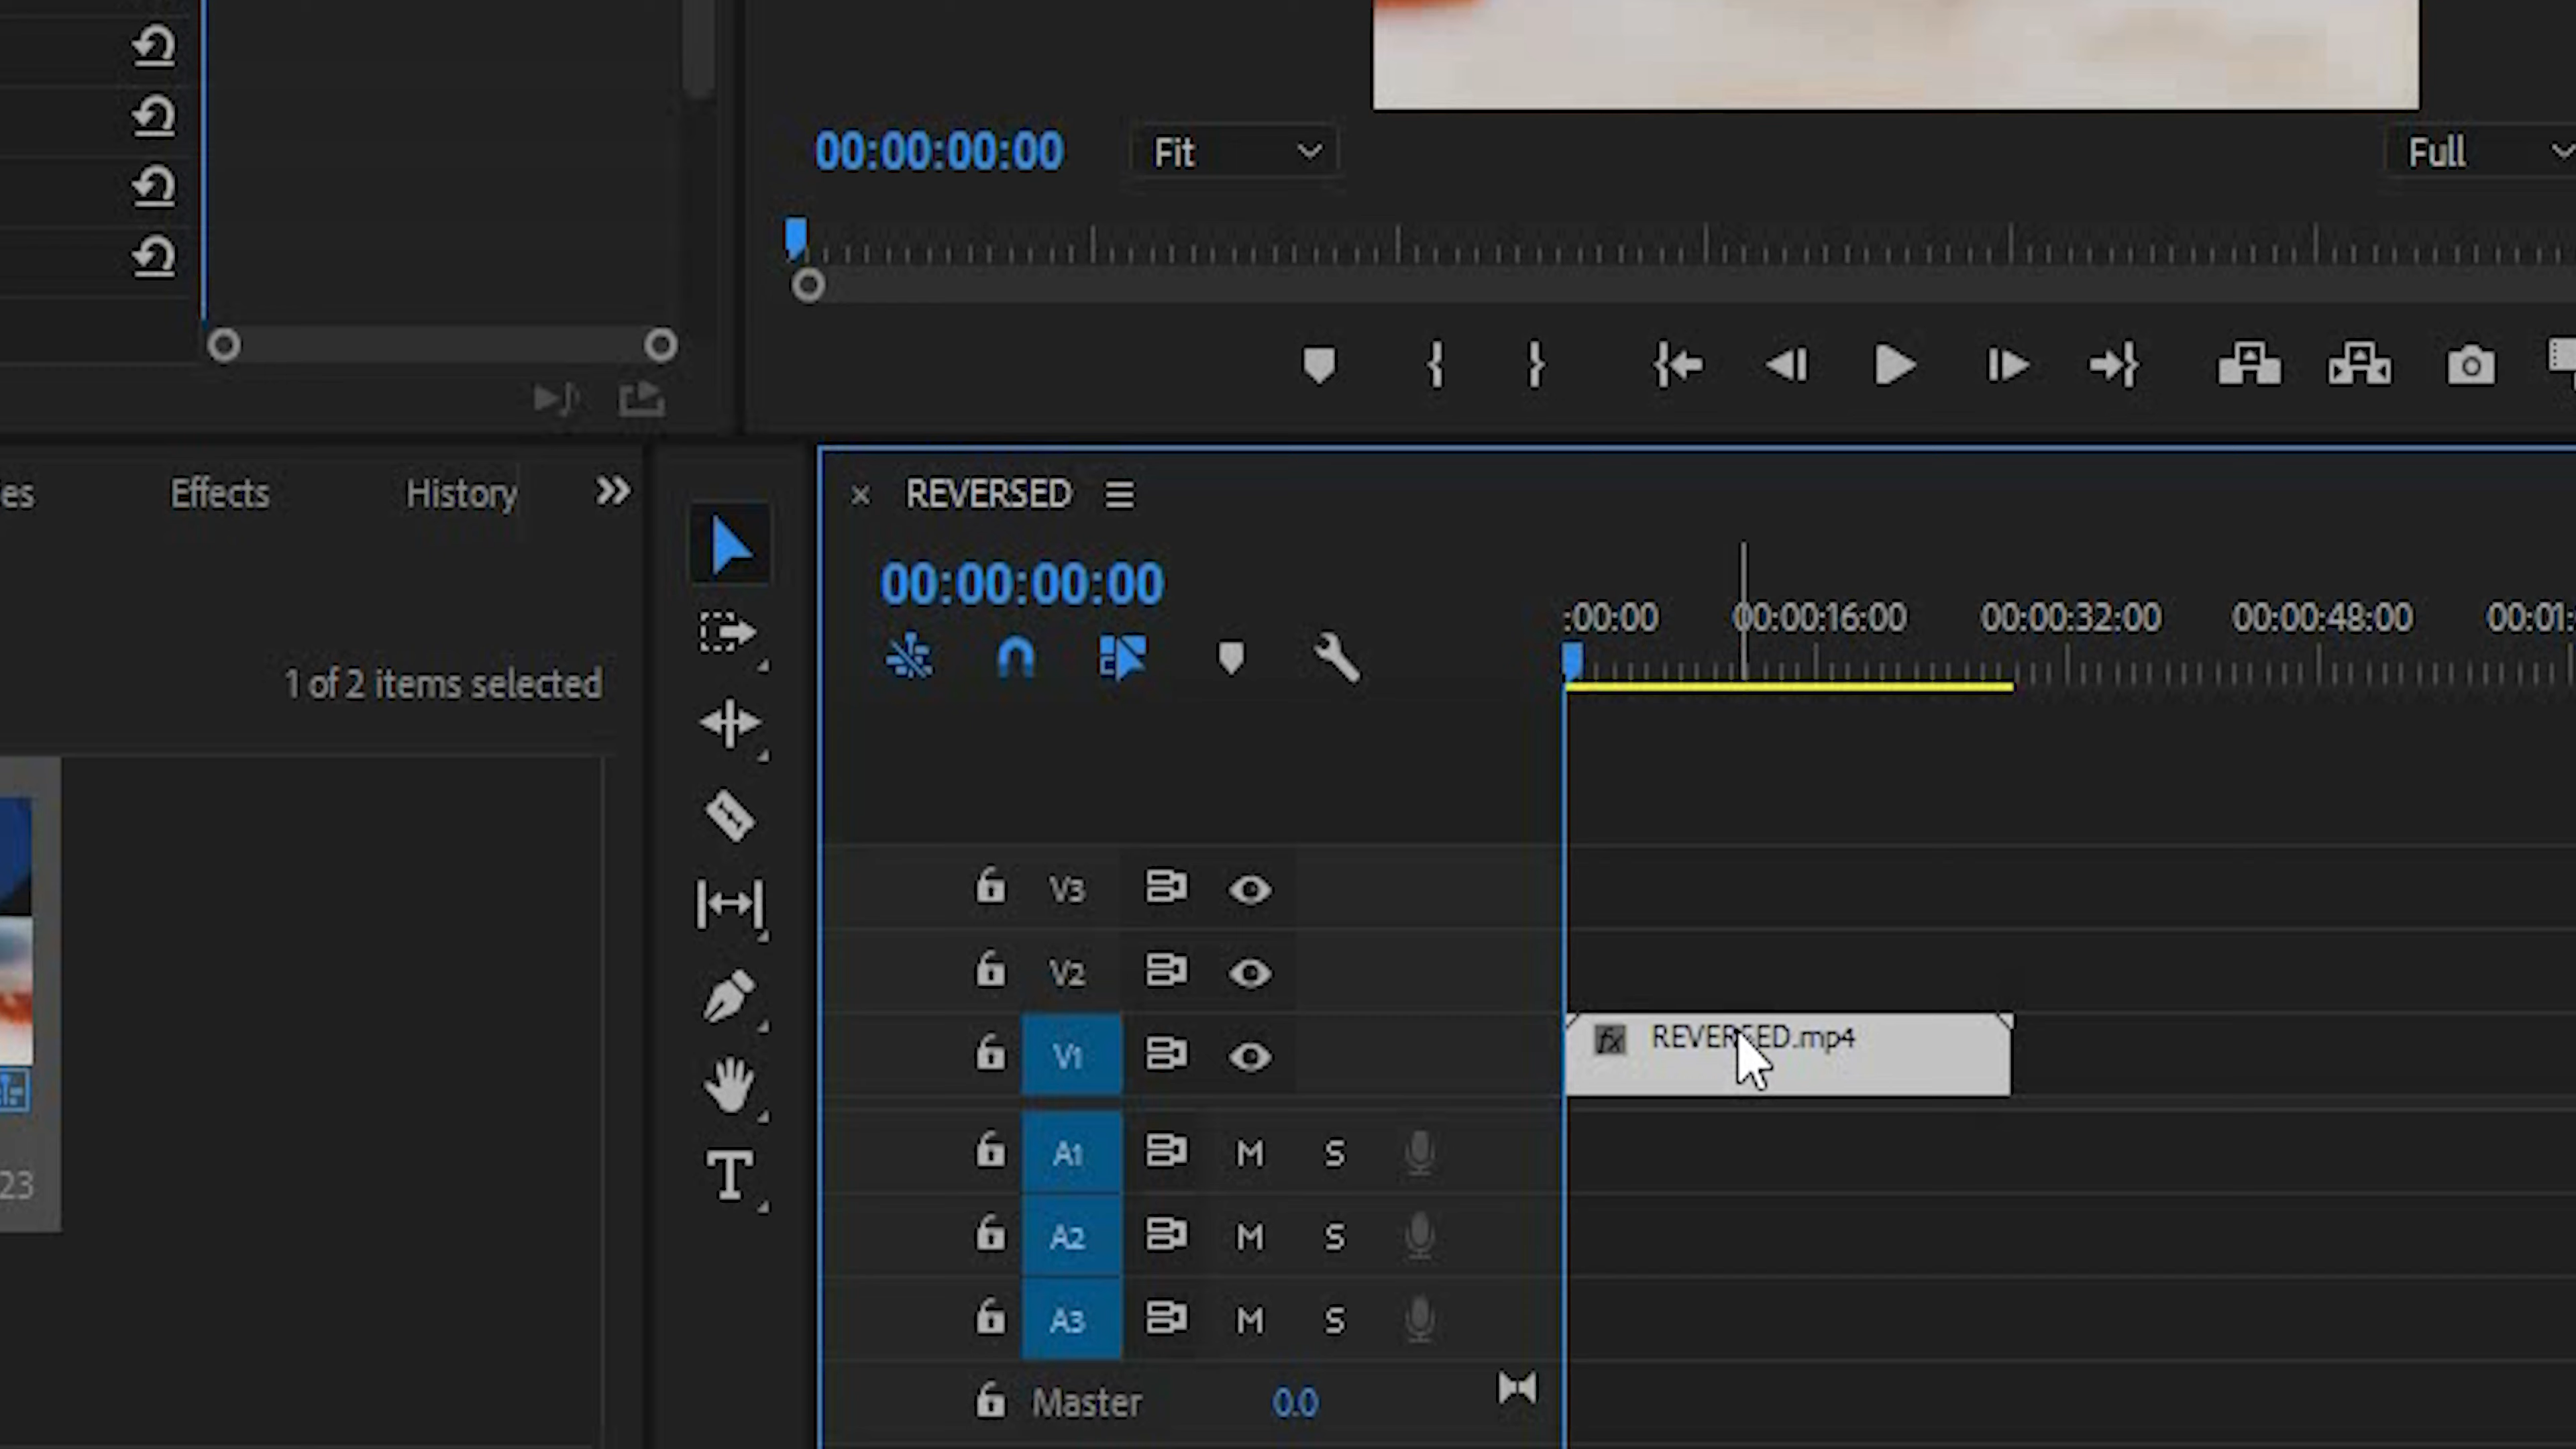 00:00:00:00
Fit
Full
es
Effects
History
REVERSED
00:00:00:00
:00:00
00:00:16:00
00:00:32:00
00:00:48:00
00:01:
1 of 2 items selected
V3
V2
fx
REVERSED.mp4
V1
A1
M
S
23
A2
M
S
A3
M
S
Master
0.0